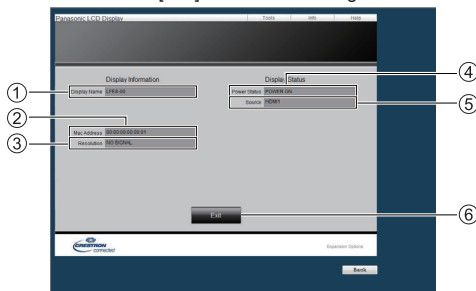 Panasonic LCD Display
Tools
Info
Help
Display Information
Display Status
Display Name
Power Status POWER ON
Source HDMI1
Mac Address 00:00:00:00:00:01
Resolution NO SIGNAL
Exit
CRESTRON
connected
Expansion Options
Back
1
2
3
4
5
6